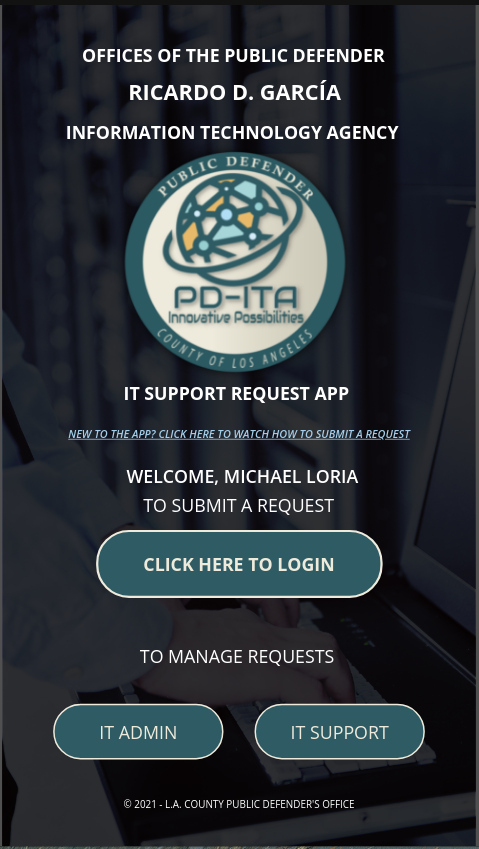 OFFICES OF THE PUBLIC DEFENDER
RICARDO D. GARCÍA
INFORMATION TECHNOLOGY AGENCY
PUBLIC DEFENDER
PD-ITA
Innovative Possibilities
COUNTY OF LOS ANGELES
IT SUPPORT REQUEST APP
NEW TO THE APP? CLICK HERE TO WATCH HOW TO SUBMIT A REQUEST
WELCOME, MICHAEL LORIA
TO SUBMIT A REQUEST
CLICK HERE TO LOGIN
TO MANAGE REQUESTS
IT ADMIN
IT SUPPORT
© 2021 - L.A. COUNTY PUBLIC DEFENDER'S OFFICE